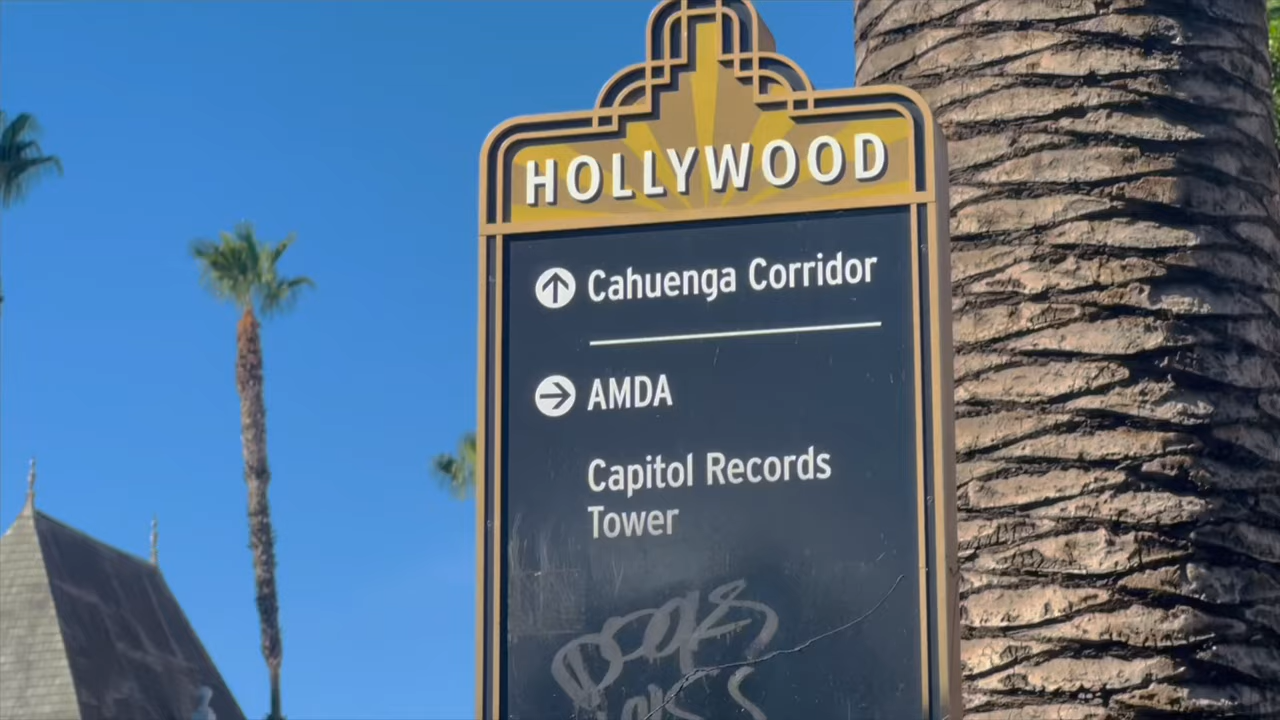 HOLLYWOOD
Cahuenga Corridor
AMDA
Capitol Records
Tower